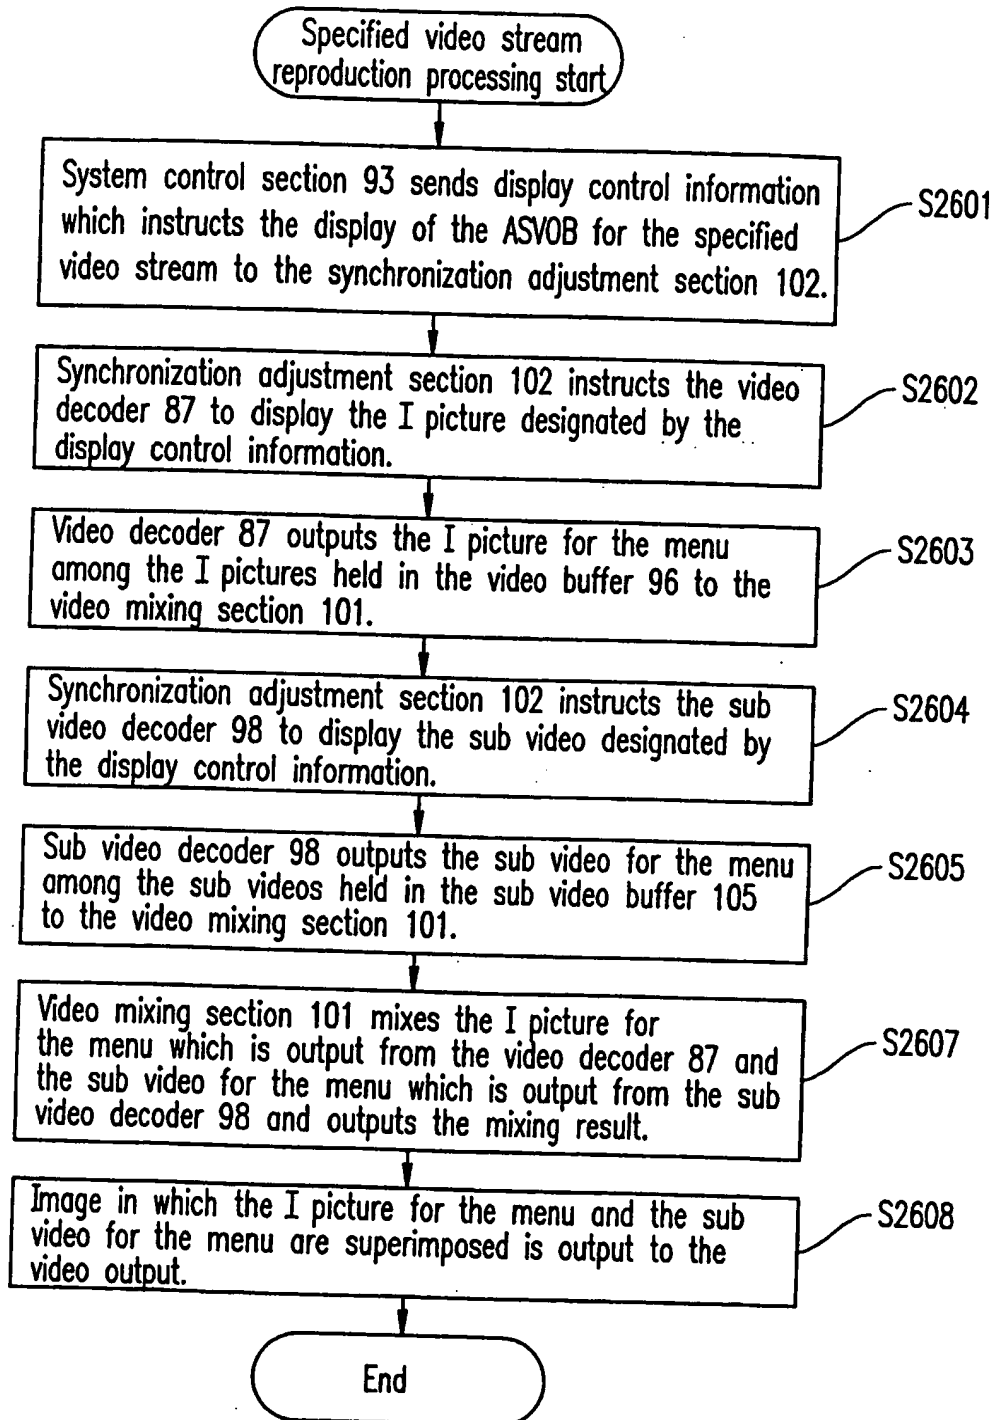 Specified video stream
reproduction processing start
System control section 93 sends display control information
which instructs the display of the ASVOB for the specified
video stream to the synchronization adjustment section 102.
S2601
Synchronization adjustment section 102 instructs the video
decoder 87 to display the I picture designated by the
display control information.
S2602
Video decoder 87 outputs the I picture for the menu
among the I pictures held in the video buffer 96 to the
video mixing section 101.
S2603
Synchronization adjustment section 102 instructs the sub
video decoder 98 to display the sub video designated by
the display control information.
S2604
Sub video decoder 98 outputs the sub video for the menu
among the sub videos held in the sub video buffer 105
to the video mixing section 101.
S2605
Video mixing section 101 mixes the I picture for
the menu which is output from the video decoder 87 and
the sub video for the menu which is output from the sub
video decoder 98 and outputs the mixing result.
S2607
Image in which the I picture for the menu and the sub
video for the menu are superimposed is output to the
video output.
S2608
End